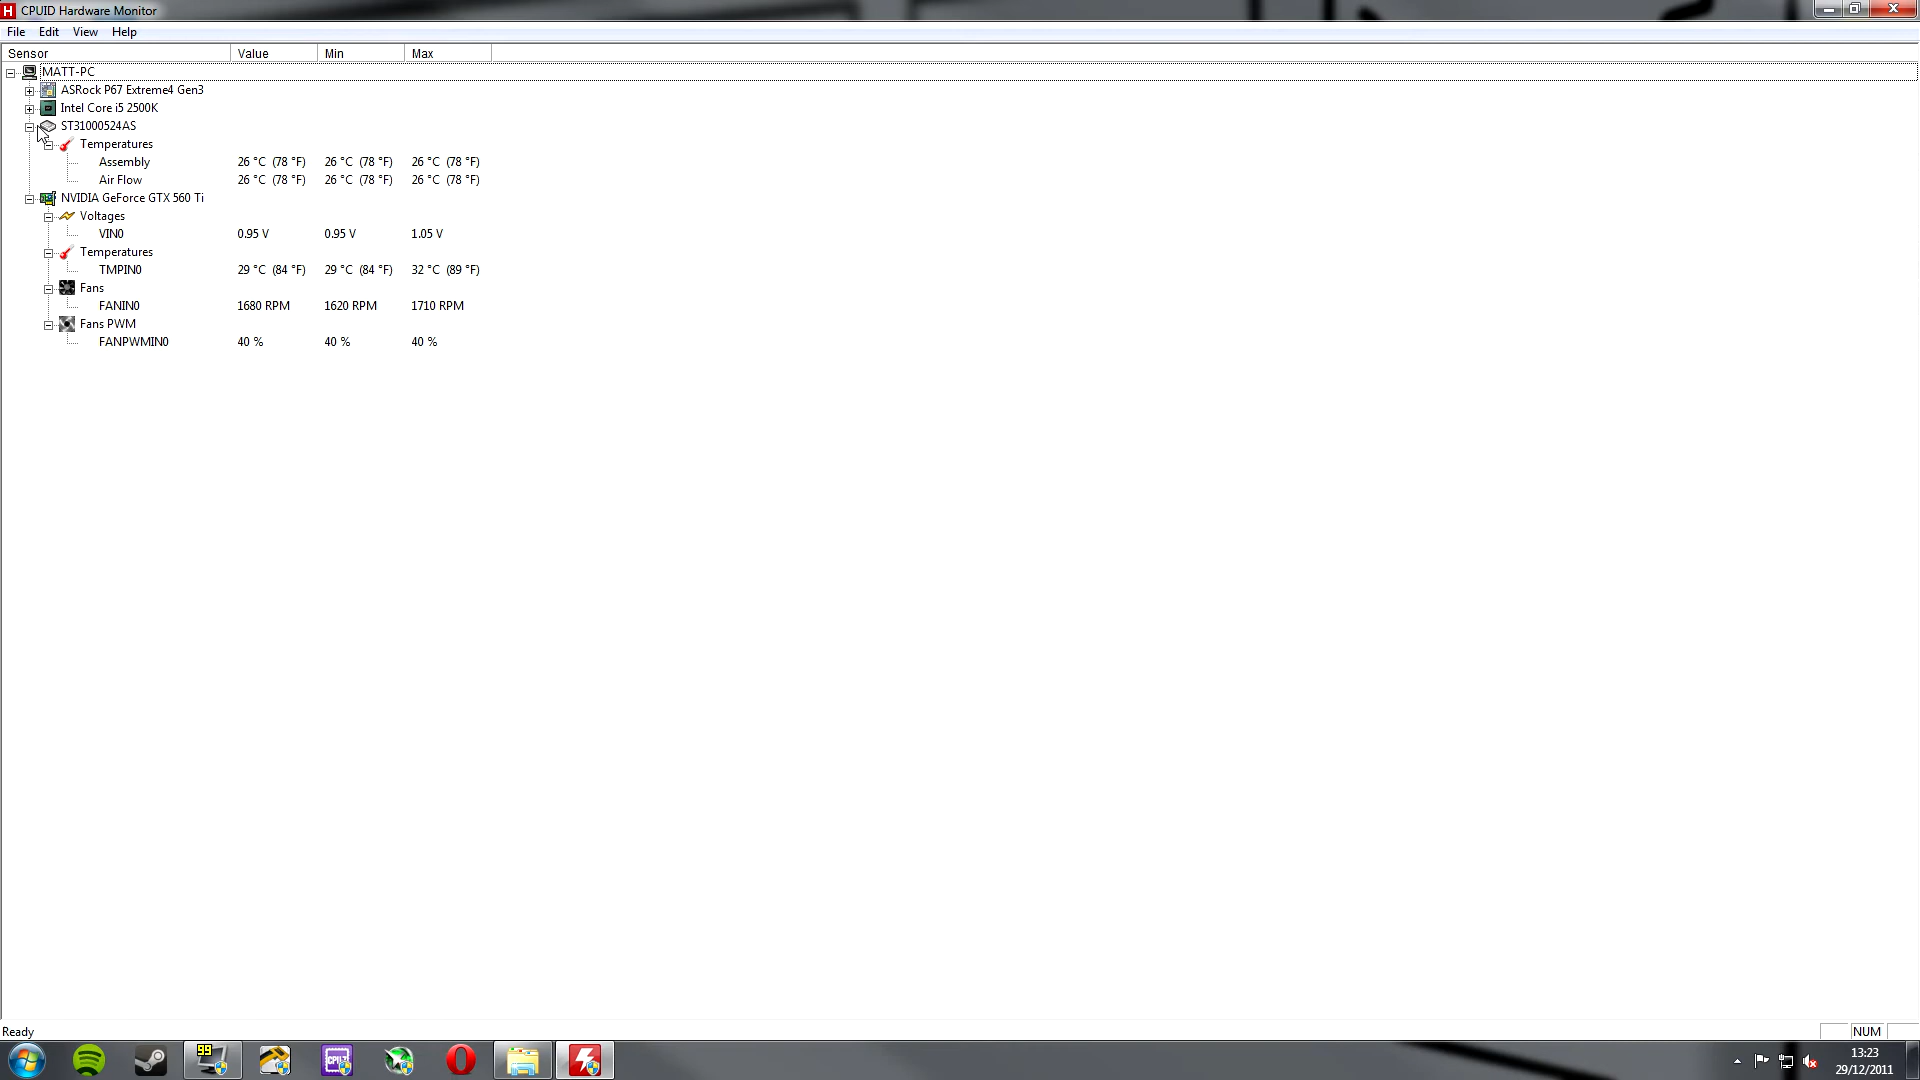 CPUID Hardware Monitor
File Edit View Help
Sensor Value Min Max
MATT-PC
ASRock P67 Extreme4 Gen3
Intel Core i5 2500K
ST31000524AS
Temperatures
Assembly 26 °C (78 °F) 26 °C (78 °F) 26 °C (78 °F)
Air Flow 26 °C (78 °F) 26 °C (78 °F) 26 °C (78 °F)
NVIDIA GeForce GTX 560 Ti
Voltages
VIN0 0.95 V 0.95 V 1.05 V
Temperatures
TMPIN0 29 °C (84 °F) 29 °C (84 °F) 32 °C (89 °F)
Fans
FANIN0 1680 RPM 1620 RPM 1710 RPM
Fans PWM
FANPWMIN0 40 % 40 % 40 %
Ready NUM
99
13:23
29/12/2011